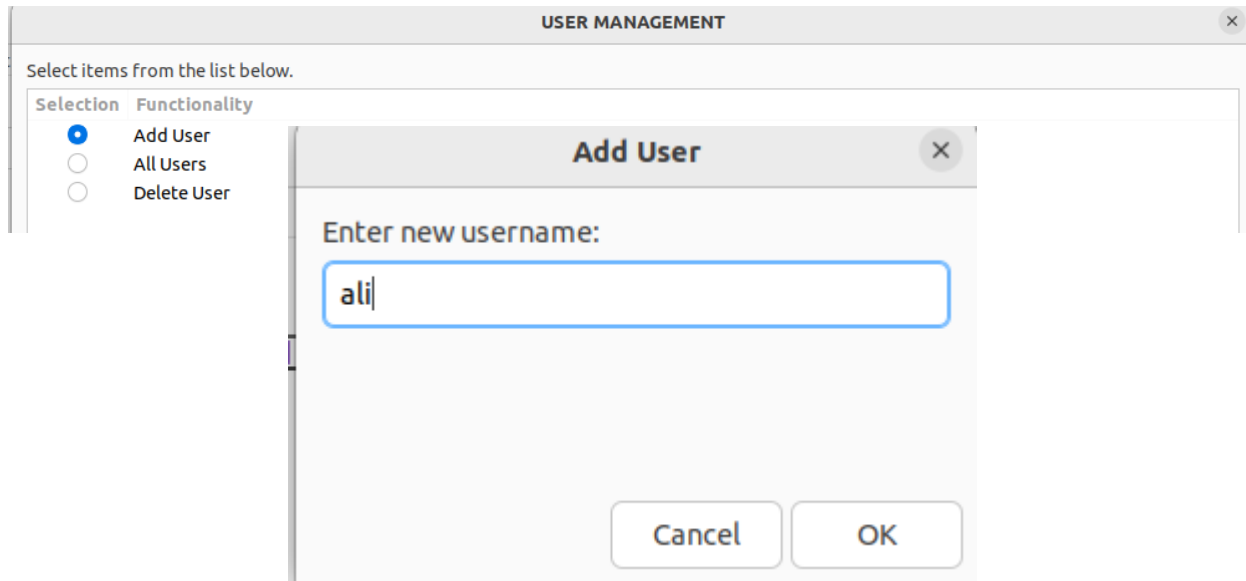 USER MANAGEMENT
Select items from the list below.
Selection Functionality
Add User
All Users
Delete User
Add User
Enter new username:
ali
Cancel OK